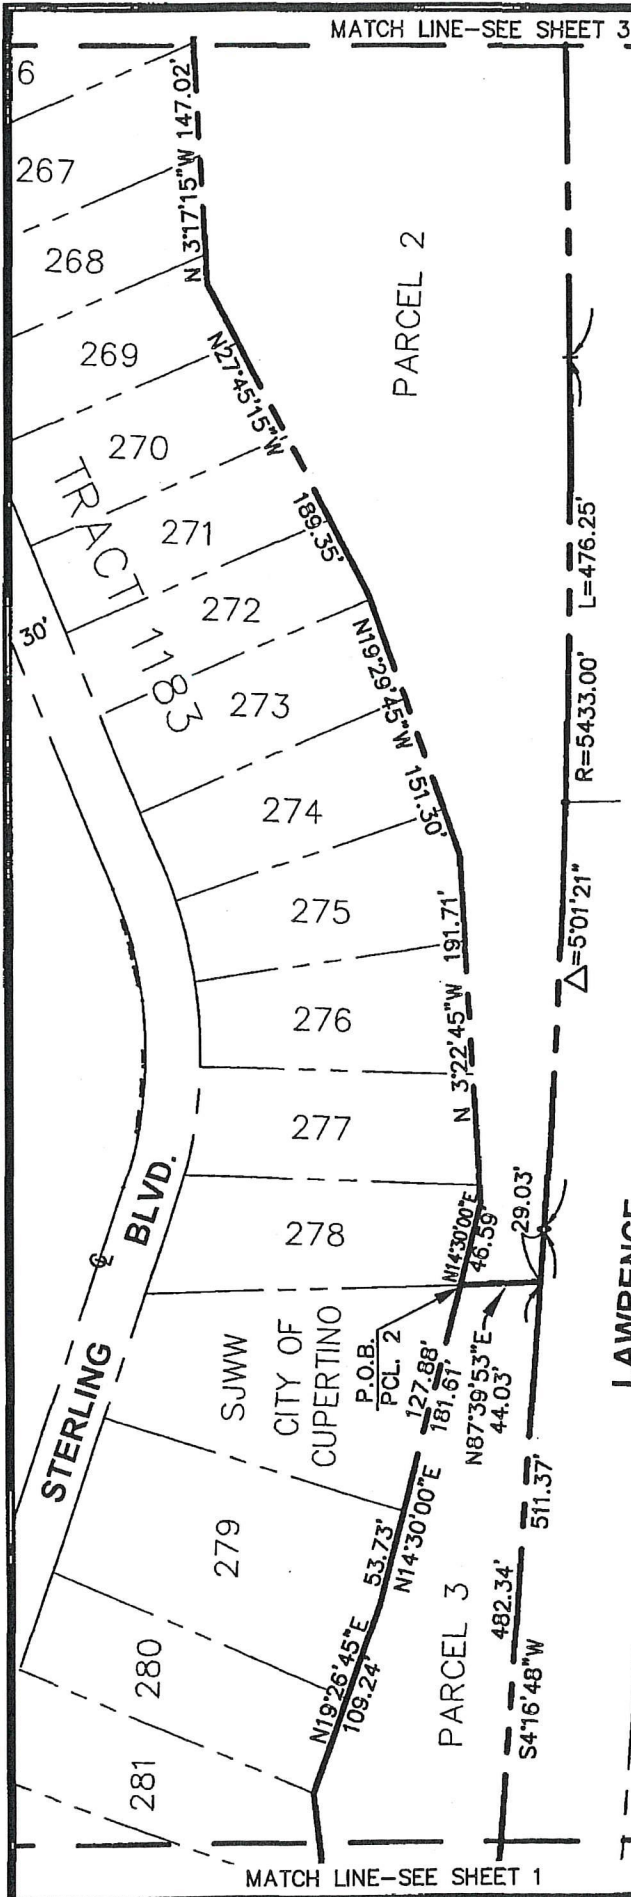 MATCH LINE-SEE SHEET 3
6
267
268
269
270
271
272
273
274
275
276
277
278
279
280
281
TRACT 1183
30'
N 3°17'15"W 147.02'
N27°45'15"W
189.35'
N19°29'45"W
151.30'
N 3°22'45"W 191.71'
N14°30'00"E
46.59'
PARCEL 2
L=476.25'
R=5433.00'
Δ=5°01'21"
29.03'
STERLING BLVD.
SJWW
CITY OF
CUPERTINO
P.O.B.
PCL. 2
127.88'
181.61'
N87°39'53"E
44.03'
53.73'
N14°30'00"E
N19°26'45"E
109.24'
PARCEL 3
511.37'
482.34'
S4°16'48"W
LAWRENCE
MATCH LINE-SEE SHEET 1